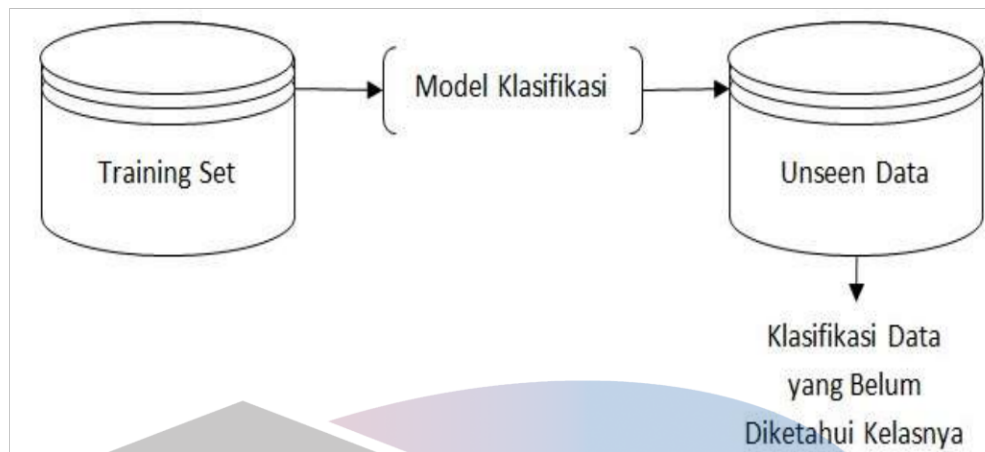 Training Set
Model Klasifikasi
Unseen Data
Klasifikasi Data
yang Belum
Diketahui Kelasnya